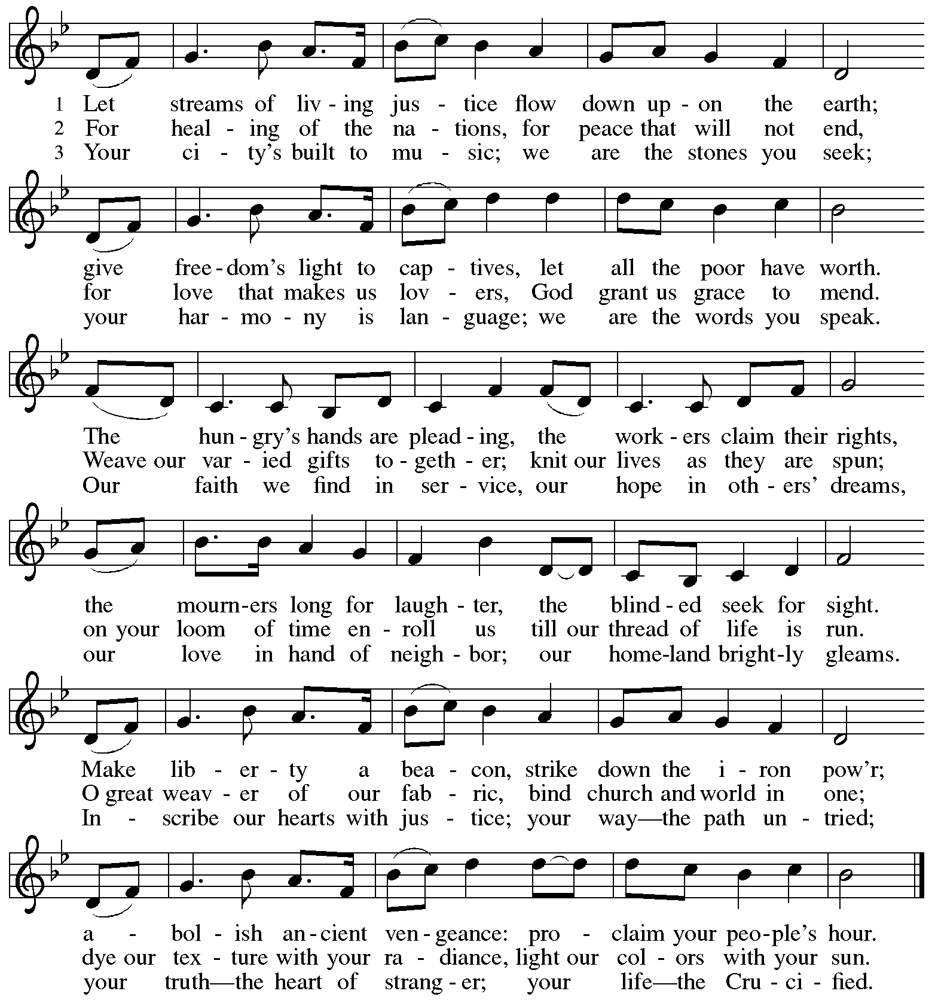 1 Let streams of liv - ing jus - tice flow down up - on the earth;
2 For heal - ing of the na - tions, for peace that will not end,
3 Your ci - ty's built to mu - sic; we are the stones you seek;
give free - dom's light to cap - tives, let all the poor have worth.
for love that makes us lov - ers, God grant us grace to mend.
your har - mo - ny is lan - guage; we are the words you speak.
The hun - gry's hands are plead - ing, the work - ers claim their rights,
Weave our var - ied gifts to - geth - er; knit our lives as they are spun;
Our faith we find in ser - vice, our hope in oth - ers' dreams,
the mourn - ers long for laugh - ter, the blind - ed seek for sight.
on your loom of time en - roll us till our thread of life is run.
our love in hand of neigh - bor; our home - land bright - ly gleams.
Make lib - er - ty a bea - con, strike down the i - ron pow'r;
O great weav - er of our fab - ric, bind church and world in one;
In - scribe our hearts with jus - tice; your way—the path un - tried;
a - bol - ish an - cient ven - geance: pro - claim your peo - ple's hour.
dye our tex - ture with your ra - diance, light our col - ors with your sun.
your truth—the heart of strang - er; your life—the Cru - ci - fied.